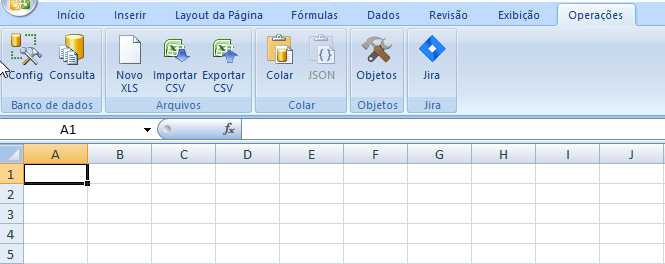 Início Inserir Layout da Página Fórmulas Dados Revisão Exibição Operações
Config Consulta Novo XLS Importar CSV Exportar CSV Colar JSON Objetos Jira
Banco de dados Arquivos Colar Objetos Jira
A1 fx
A B C D E F G H I J
1
2
3
4
5